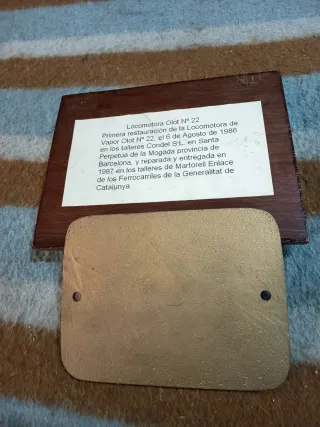 Locomotora Olot Nº 22
Primera restauración de la Locomotora de
Vapor Olot Nº 22, el 6 de Agosto de 1986
en los talleres Condel S.L. en Santa
Perpetua de la Mogada provincia de
Barcelona, y reparada y entregada en
1987 en los talleres de Martorell Enlace
de los Ferrocarriles de la Generalitat de
Catalunya